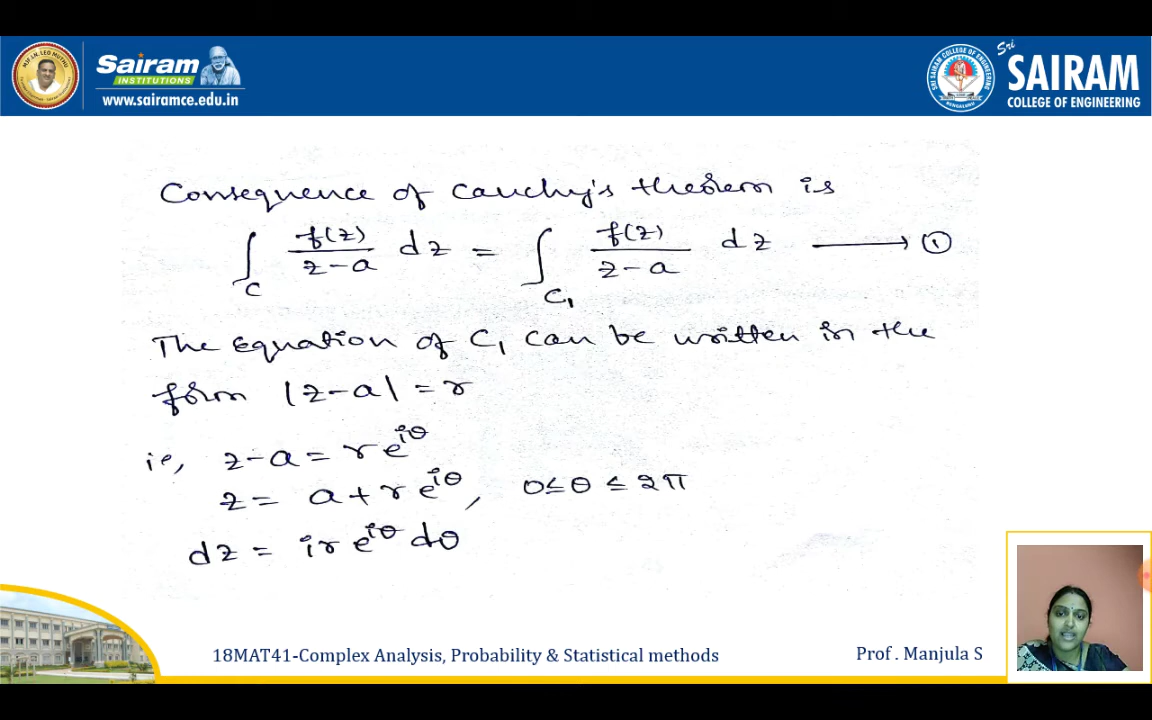 Sairam
INSTITUTIONS
www.sairamce.edu.in
Sri
SAIRAM
COLLEGE OF ENGINEERING
Consequence of Cauchy's theorem is
∫_C f(z)/(z-a) dz = ∫_{C₁} f(z)/(z-a) dz ⟶ ①
The Equation of C₁ can be written in the
form |z-a| = r
ie, z-a = re^{iθ}
z = a + re^{iθ}, 0≤θ≤2π
dz = ir e^{iθ} dθ
18MAT41-Complex Analysis, Probability & Statistical methods
Prof . Manjula S